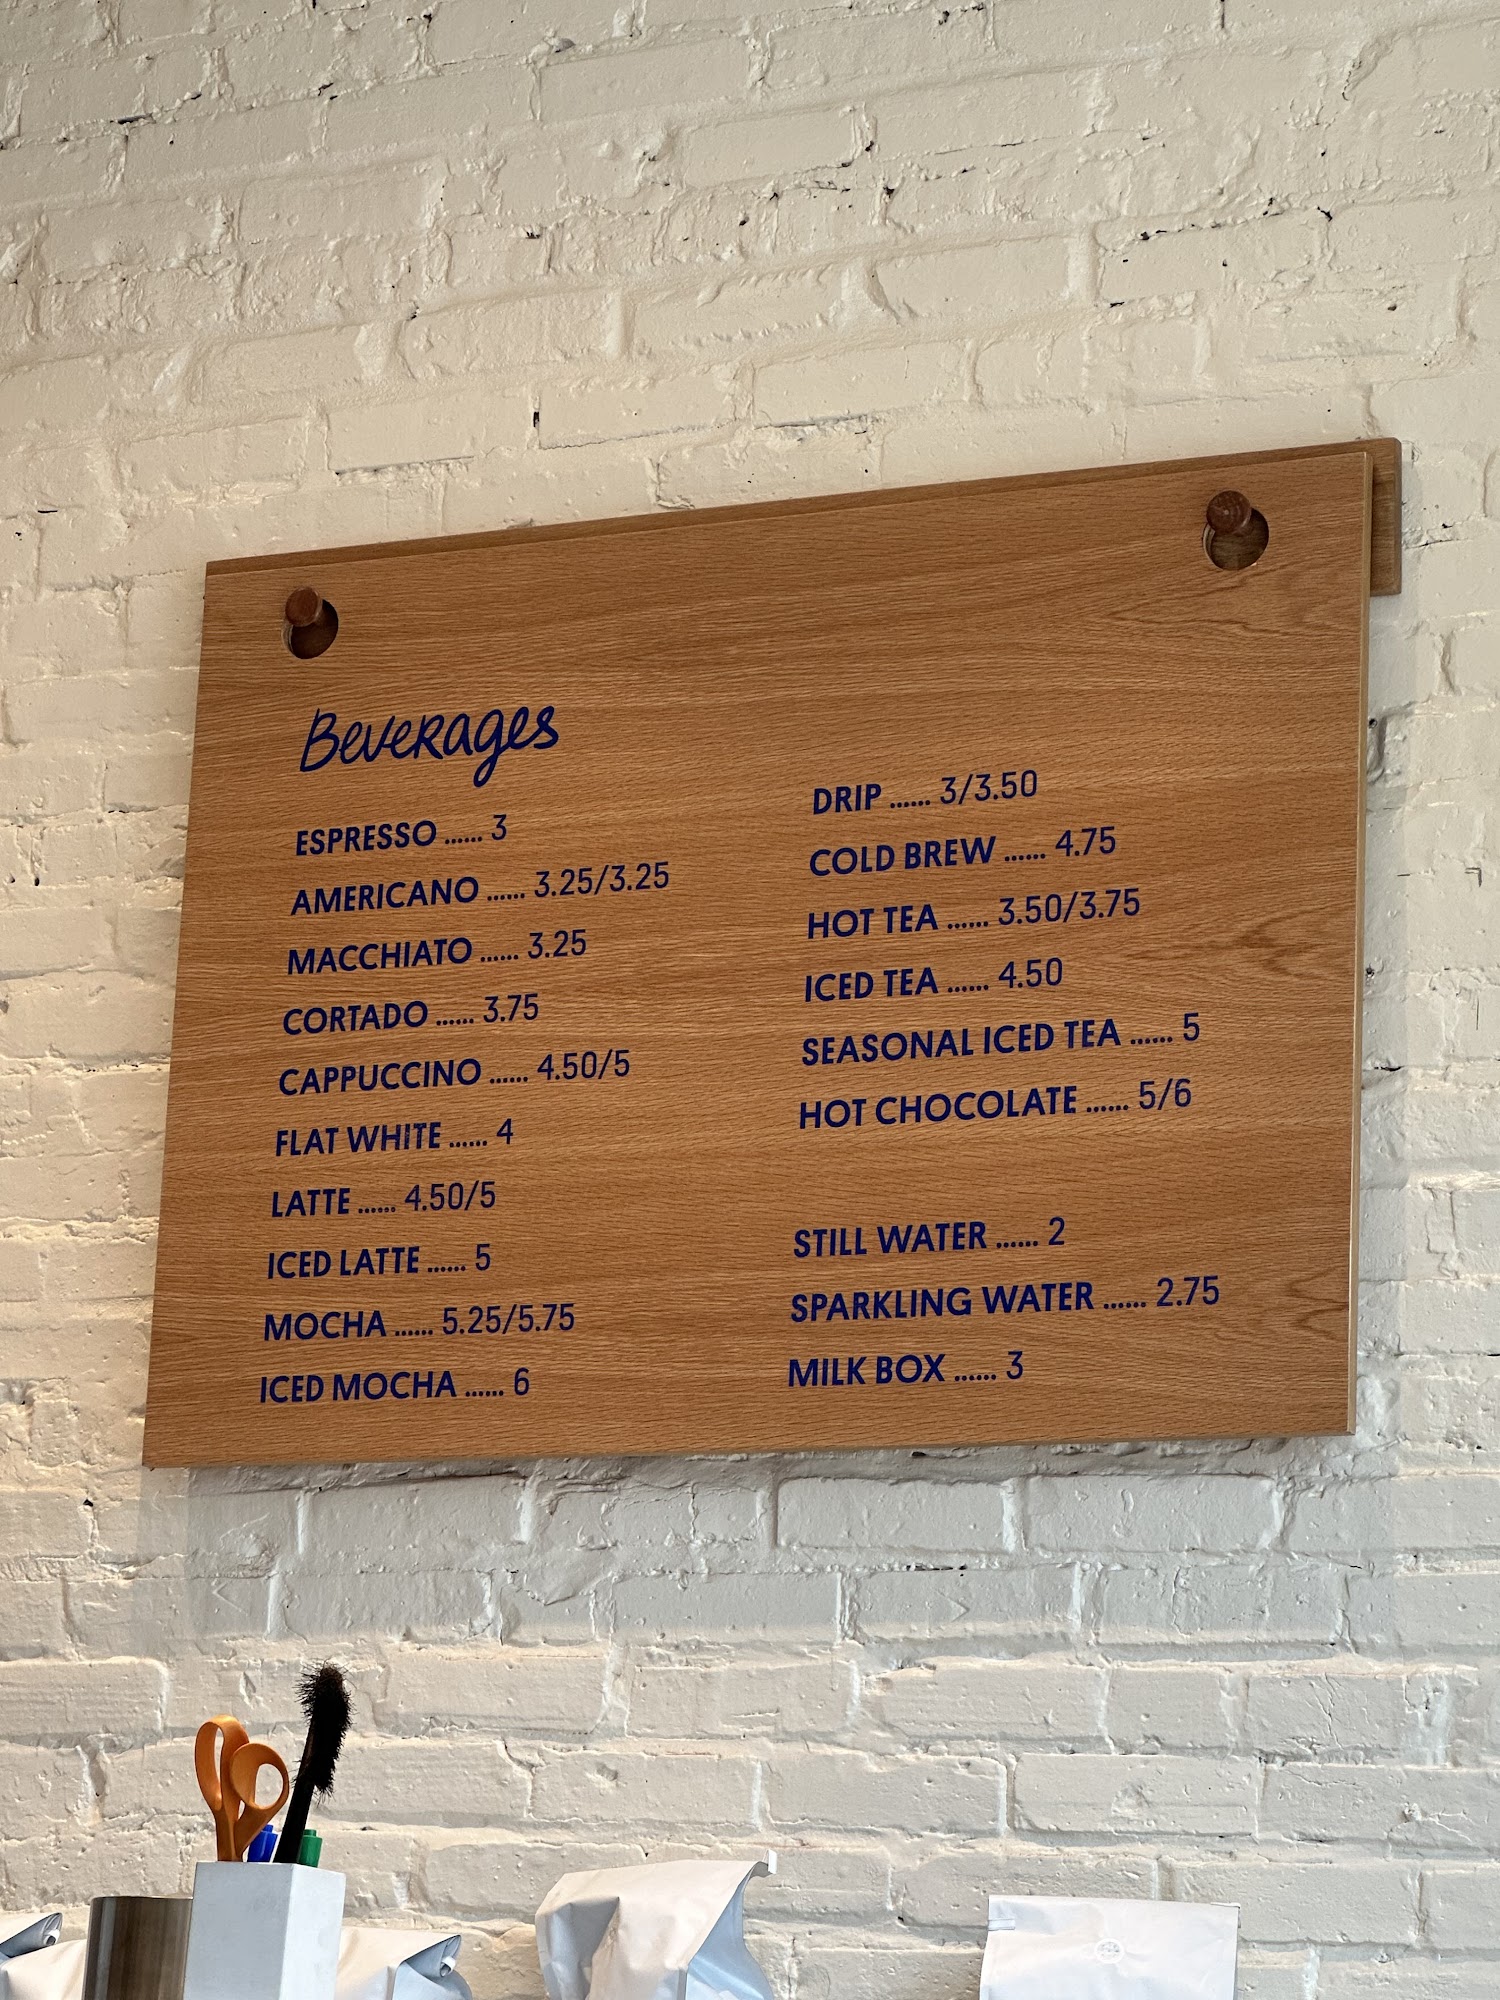 Beverages
ESPRESSO ...... 3
AMERICANO ...... 3.25/3.25
MACCHIATO ...... 3.25
CORTADO ...... 3.75
CAPPUCCINO ...... 4.50/5
FLAT WHITE ...... 4
LATTE ...... 4.50/5
ICED LATTE ...... 5
MOCHA ...... 5.25/5.75
ICED MOCHA ...... 6
DRIP ...... 3/3.50
COLD BREW ...... 4.75
HOT TEA ...... 3.50/3.75
ICED TEA ...... 4.50
SEASONAL ICED TEA ...... 5
HOT CHOCOLATE ...... 5/6
STILL WATER ...... 2
SPARKLING WATER ...... 2.75
MILK BOX ...... 3